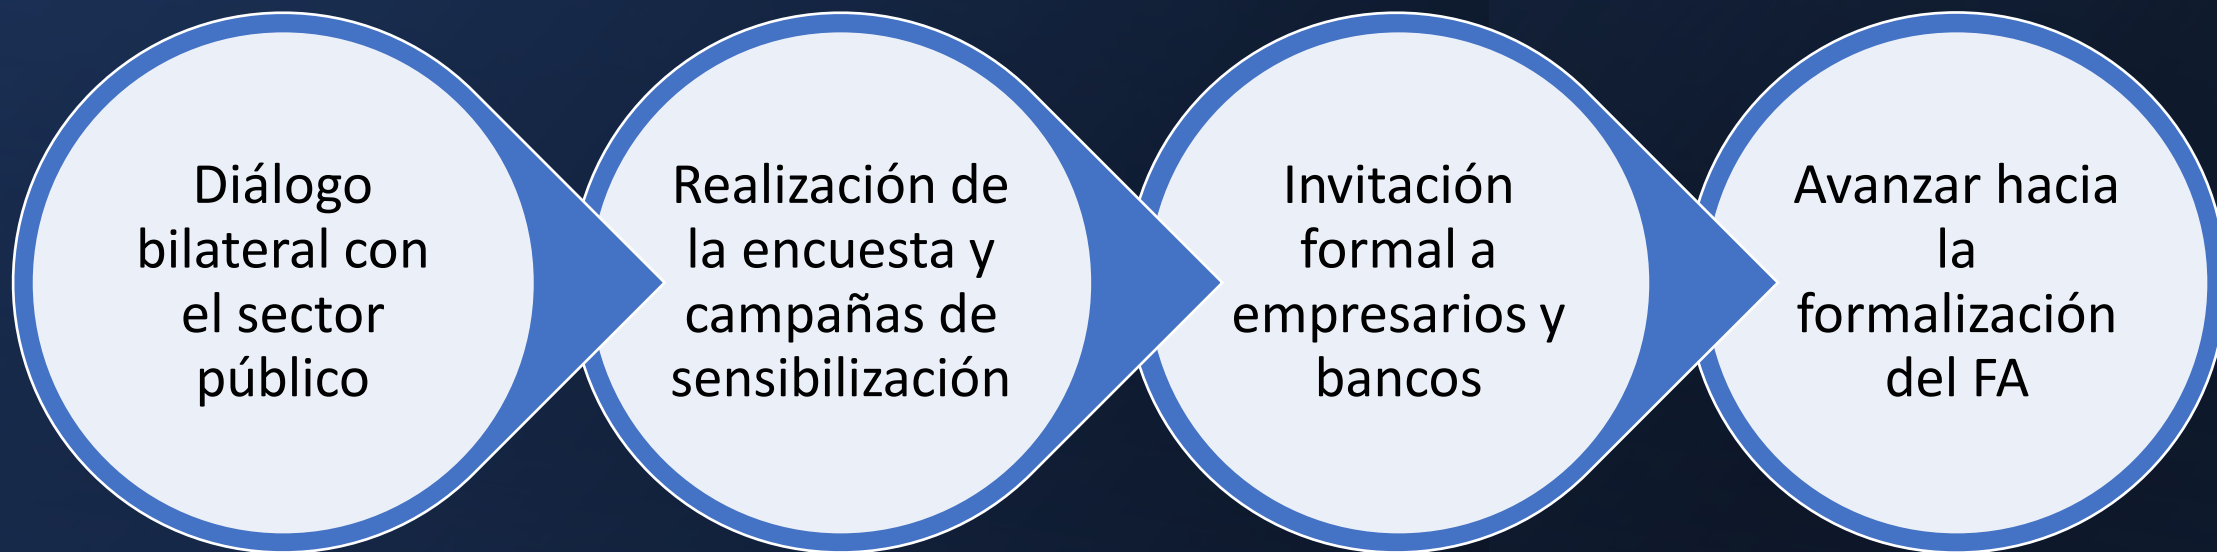 Diálogo
bilateral con
el sector
público
Realización de
la encuesta y
campañas de
sensibilización
Invitación
formal a
empresarios y
bancos
Avanzar hacia
la
formalización
del FA